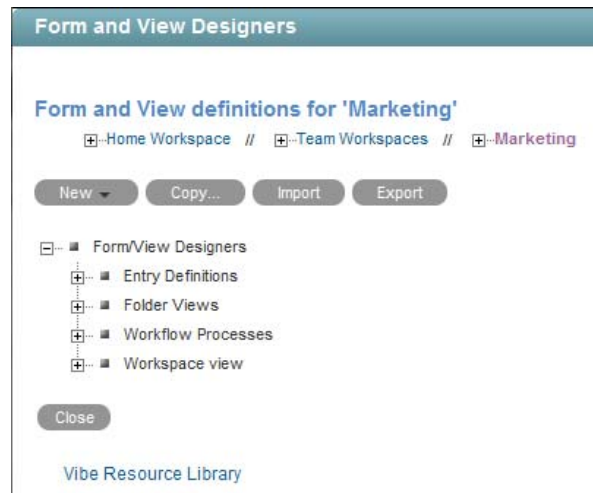 Form and View Designers
Form and View definitions for 'Marketing'
Home Workspace // Team Workspaces // Marketing
New Copy... Import Export
Form/View Designers
Entry Definitions
Folder Views
Workflow Processes
Workspace view
Close
Vibe Resource Library